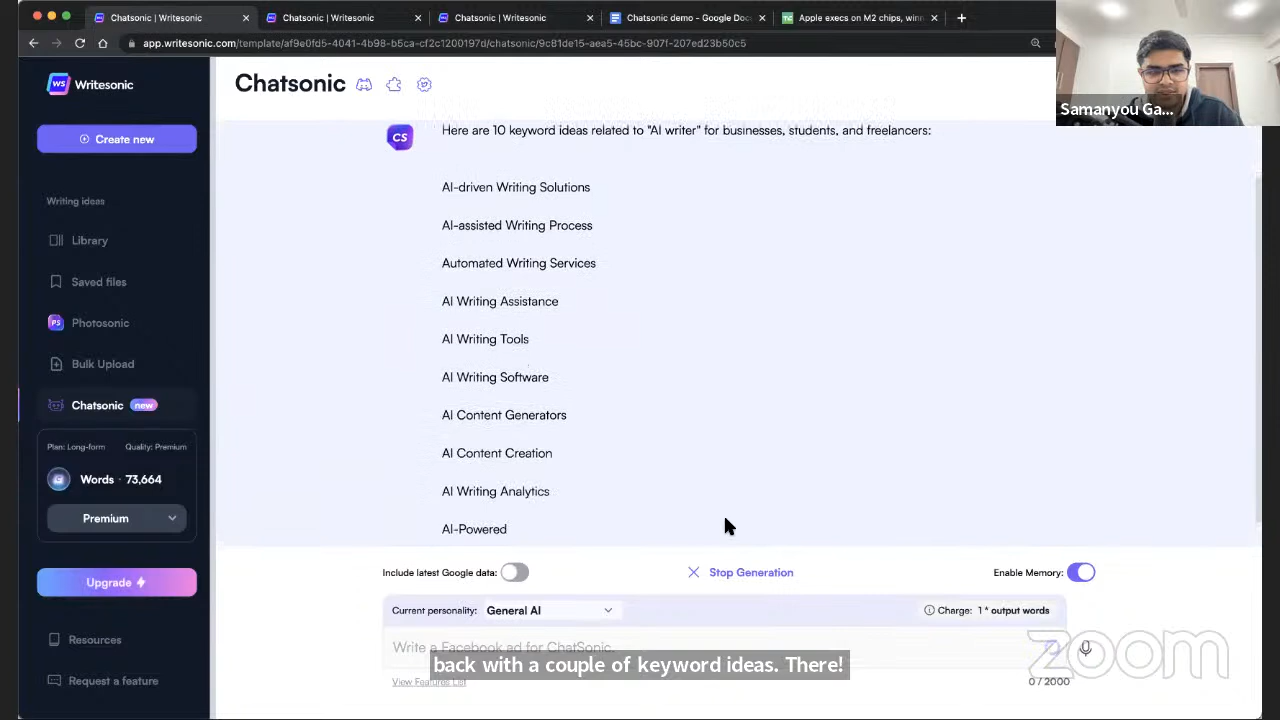 Chatsonic | Writesonic
Chatsonic | Writesonic
Chatsonic | Writesonic
Chatsonic demo - Google Doc
Apple execs on M2 chips, winn
app.writesonic.com/template/af9e0fd5-4041-4b98-b5ca-cf2c1200197d/chatsonic/9c81de15-aea5-45bc-907f-207ed23b50c5
WS Writesonic
Chatsonic
Samanyou Ga...
Create new
CS
Here are 10 keyword ideas related to "AI writer" for businesses, students, and freelancers:
AI-driven Writing Solutions
Writing ideas
AI-assisted Writing Process
Library
Automated Writing Services
Saved files
AI Writing Assistance
PS Photosonic
AI Writing Tools
Bulk Upload
AI Writing Software
Chatsonic new
AI Content Generators
Plan: Long-form Quality: Premium
AI Content Creation
Words · 73,664
AI Writing Analytics
Premium
AI-Powered
Include latest Google data:
Stop Generation
Enable Memory:
Upgrade
Current personality: General AI
Charge: 1 * output words
Resources
Write a Facebook ad for ChatSonic.
back with a couple of keyword ideas. There!
zoom
Request a feature
View Features List
0 / 2000